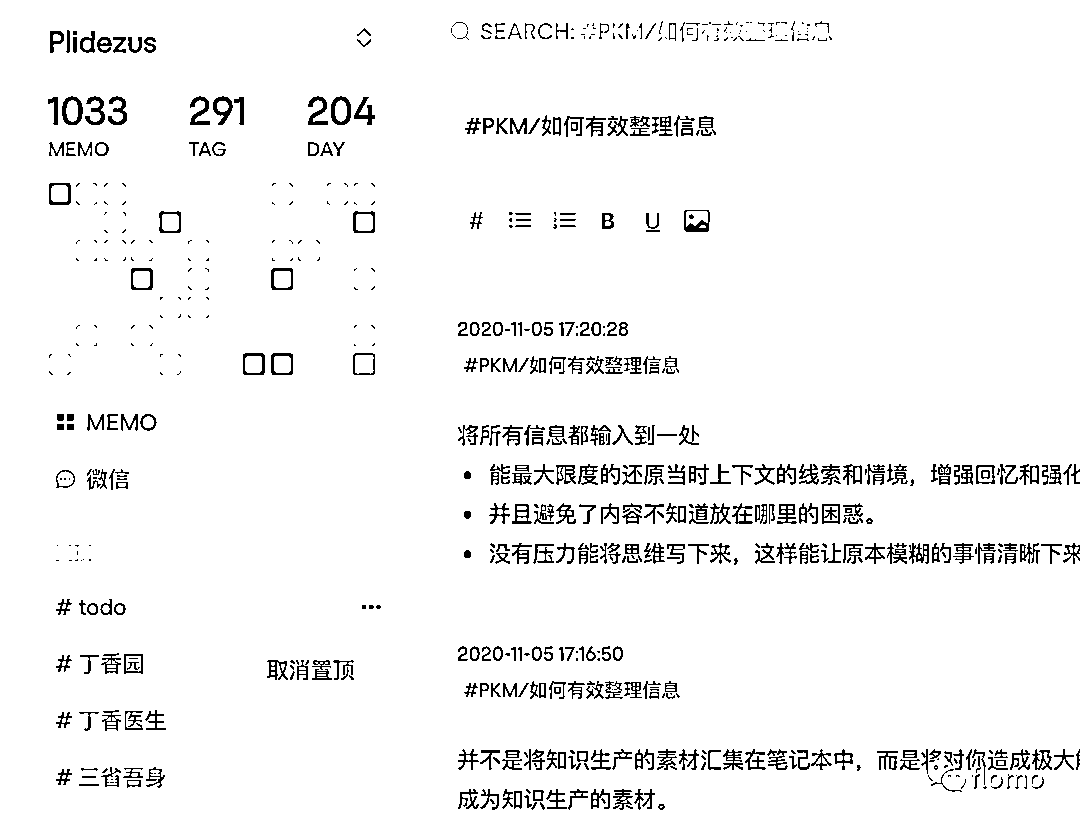 Plidezus
1033 291 204
MEMO TAG DAY
MEMO
微信
# todo
# 丁香园
取消置顶
# 丁香医生
# 三省吾身
SEARCH: #PKM/如何有效整理信息
#PKM/如何有效整理信息
# B U
2020-11-05 17:20:28
#PKM/如何有效整理信息
将所有信息都输入到一处
• 能最大限度的还原当时上下文的线索和情境，增强回忆和强化
• 并且避免了内容不知道放在哪里的困惑。
• 没有压力能将思维写下来，这样能让原本模糊的事情清晰下来
2020-11-05 17:16:50
#PKM/如何有效整理信息
并不是将知识生产的素材汇集在笔记本中，而是将对你造成极大
成为知识生产的素材。
flomo